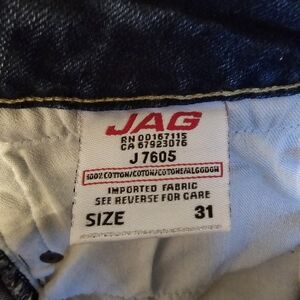 JAG
RN 00167115
CA 67923076
J7605
100% COTTON/COTON/COTONE/ALGODON
IMPORTED FABRIC
SEE REVERSE FOR CARE
SIZE 31